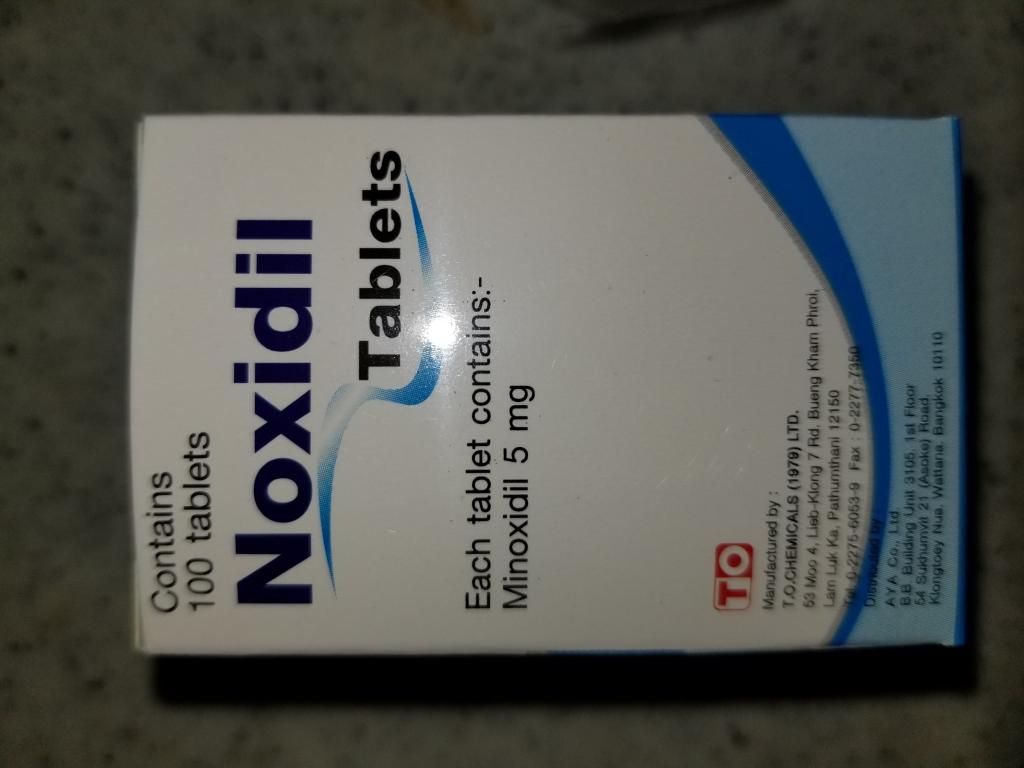 Contains
100 tablets
Noxidil
Tablets
Each tablet contains:-
Minoxidil 5 mg
TO
Manufactured by :
T.O.CHEMICALS (1979) LTD.
53 Moo 4, Lieb-Klong 7 Rd. Bueng Kham Phroi,
Lam Luk Ka, Pathumthani 12150
Tel. 0-2275-6053-9 Fax : 0-2277-7350
Distributed by
A Y A Co., Ltd
B.B. Building Unit 3105, 1st Floor
54 Sukhumvit 21 (Asoke) Road,
Klongtoey Nua, Wattana, Bangkok 10110